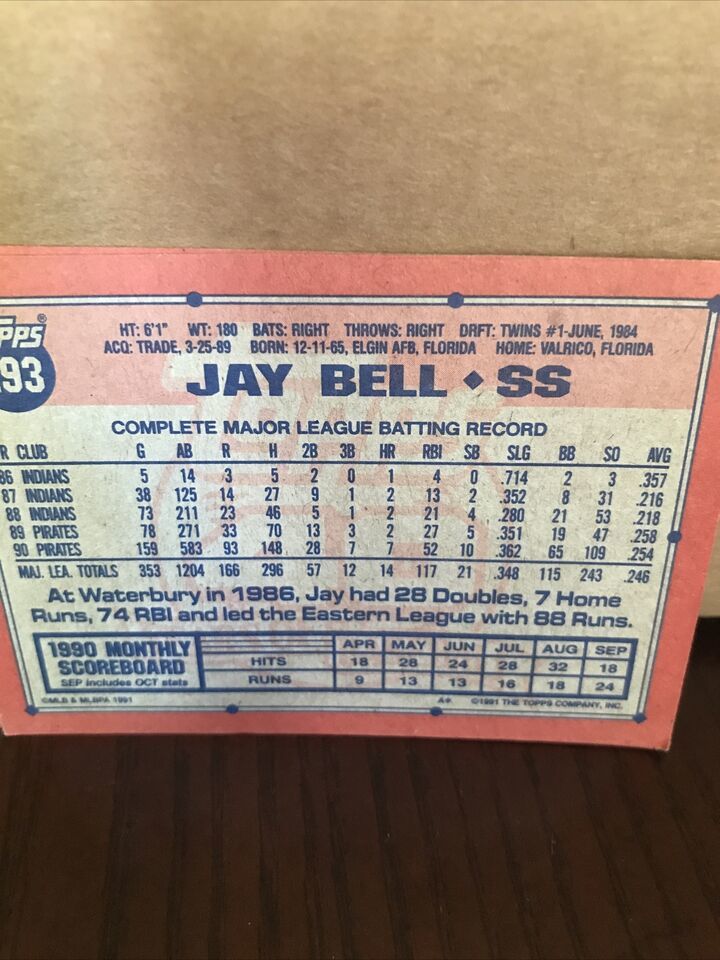 PPS®
93
HT: 6'1" WT: 180 BATS: RIGHT THROWS: RIGHT DRFT: TWINS #1-JUNE, 1984
ACQ: TRADE, 3-25-89 BORN: 12-11-65, ELGIN AFB, FLORIDA HOME: VALRICO, FLORIDA
JAY BELL ◆ SS
COMPLETE MAJOR LEAGUE BATTING RECORD
R CLUB G AB R H 2B 3B HR RBI SB SLG BB SO AVG
86 INDIANS 5 14 3 5 2 0 1 4 0 .714 2 3 .357
87 INDIANS 38 125 14 27 9 1 2 13 2 .352 8 31 .216
88 INDIANS 73 211 23 46 5 1 2 21 4 .280 21 53 .218
89 PIRATES 78 271 33 70 13 3 2 27 5 .351 19 47 .258
90 PIRATES 159 583 93 148 28 7 7 52 10 .362 65 109 .254
MAJ. LEA. TOTALS 353 1204 166 296 57 12 14 117 21 .348 115 243 .246
At Waterbury in 1986, Jay had 28 Doubles, 7 Home
Runs, 74 RBI and led the Eastern League with 88 Runs.
1990 MONTHLY
SCOREBOARD
SEP includes OCT stats
APR MAY JUN JUL AUG SEP
HITS 18 28 24 28 32 18
RUNS 9 13 13 16 18 24
©MLB & MLBPA 1991 A* ©1991 THE TOPPS COMPANY, INC.